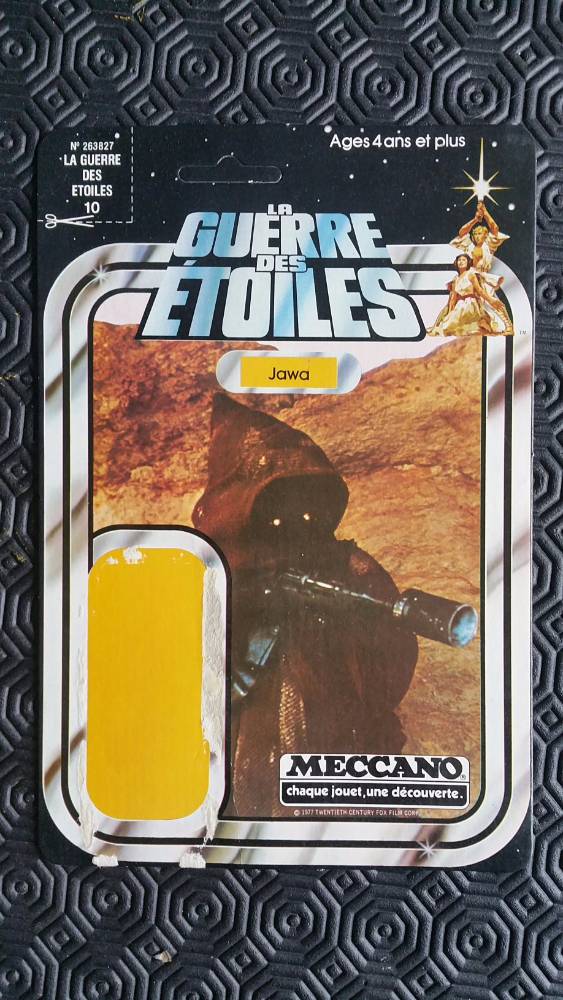 Nº 263827
LA GUERRE
DES
ETOILES
10
Ages 4 ans et plus
LA
GUERRE
DES
ÉTOILES
TM
Jawa
MECCANO®
chaque jouet, une découverte.
© 1977 TWENTIETH CENTURY FOX FILM CORP.